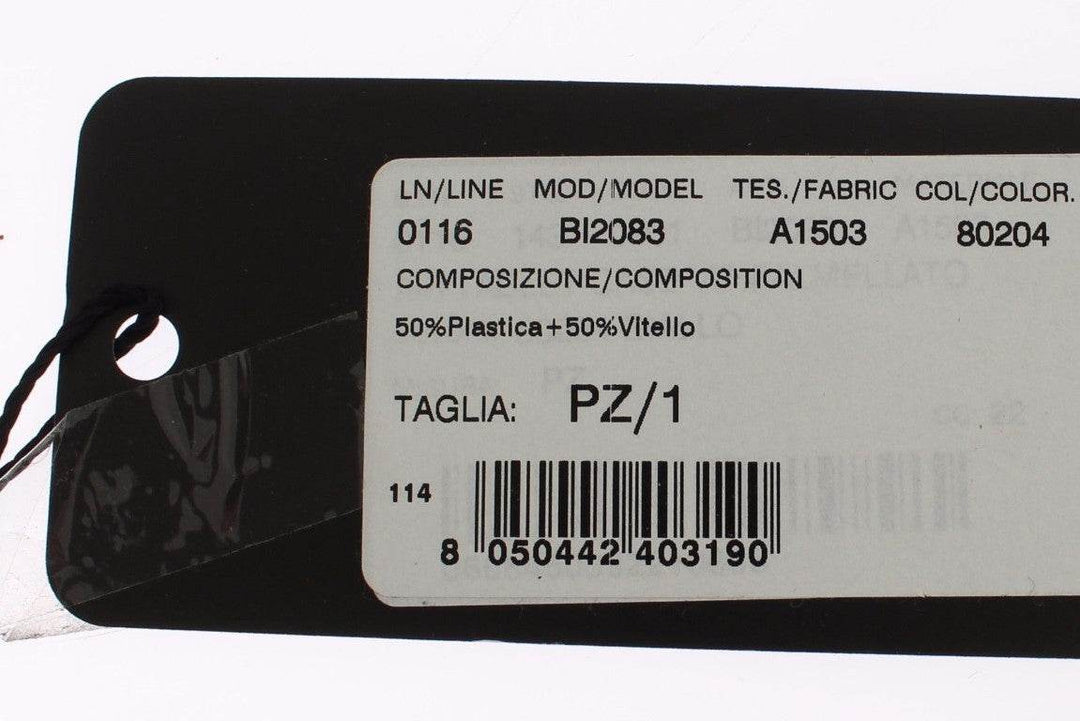 LN/LINE MOD/MODEL TES./FABRIC COL/COLOR.
0116 BI2083 A1503 80204
COMPOSIZIONE/COMPOSITION
50%Plastica+50%Vitello
TAGLIA: PZ/1
114
8 050442 403190